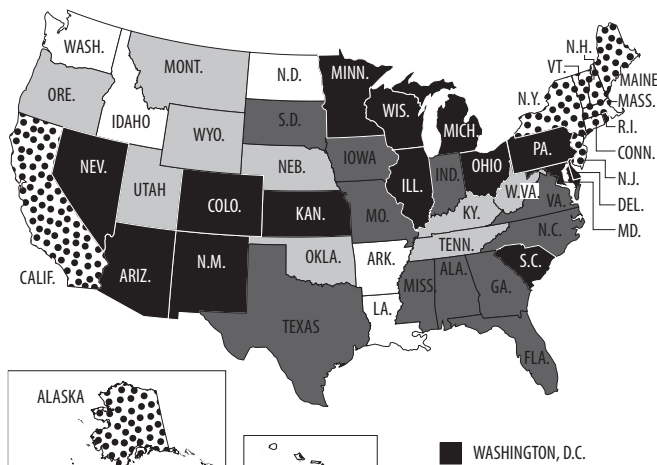 WASH.
MONT.
N.D.
MINN.
N.H.
VT.
MAINE
ORE.
IDAHO
S.D.
WIS.
MICH
N.Y.
MASS.
R.I.
WYO.
CONN.
NEV.
NEB.
IOWA
PA.
N.J.
UTAH
COLO.
ILL.
IND.
OHIO
DEL.
KAN.
MO.
W.VA.
VA.
MD.
KY.
CALIF.
ARIZ.
N.M.
OKLA.
ARK.
TENN.
N.C.
S.C.
TEXAS
LA.
MISS.
ALA.
GA.
FLA.
ALASKA
WASHINGTON, D.C.